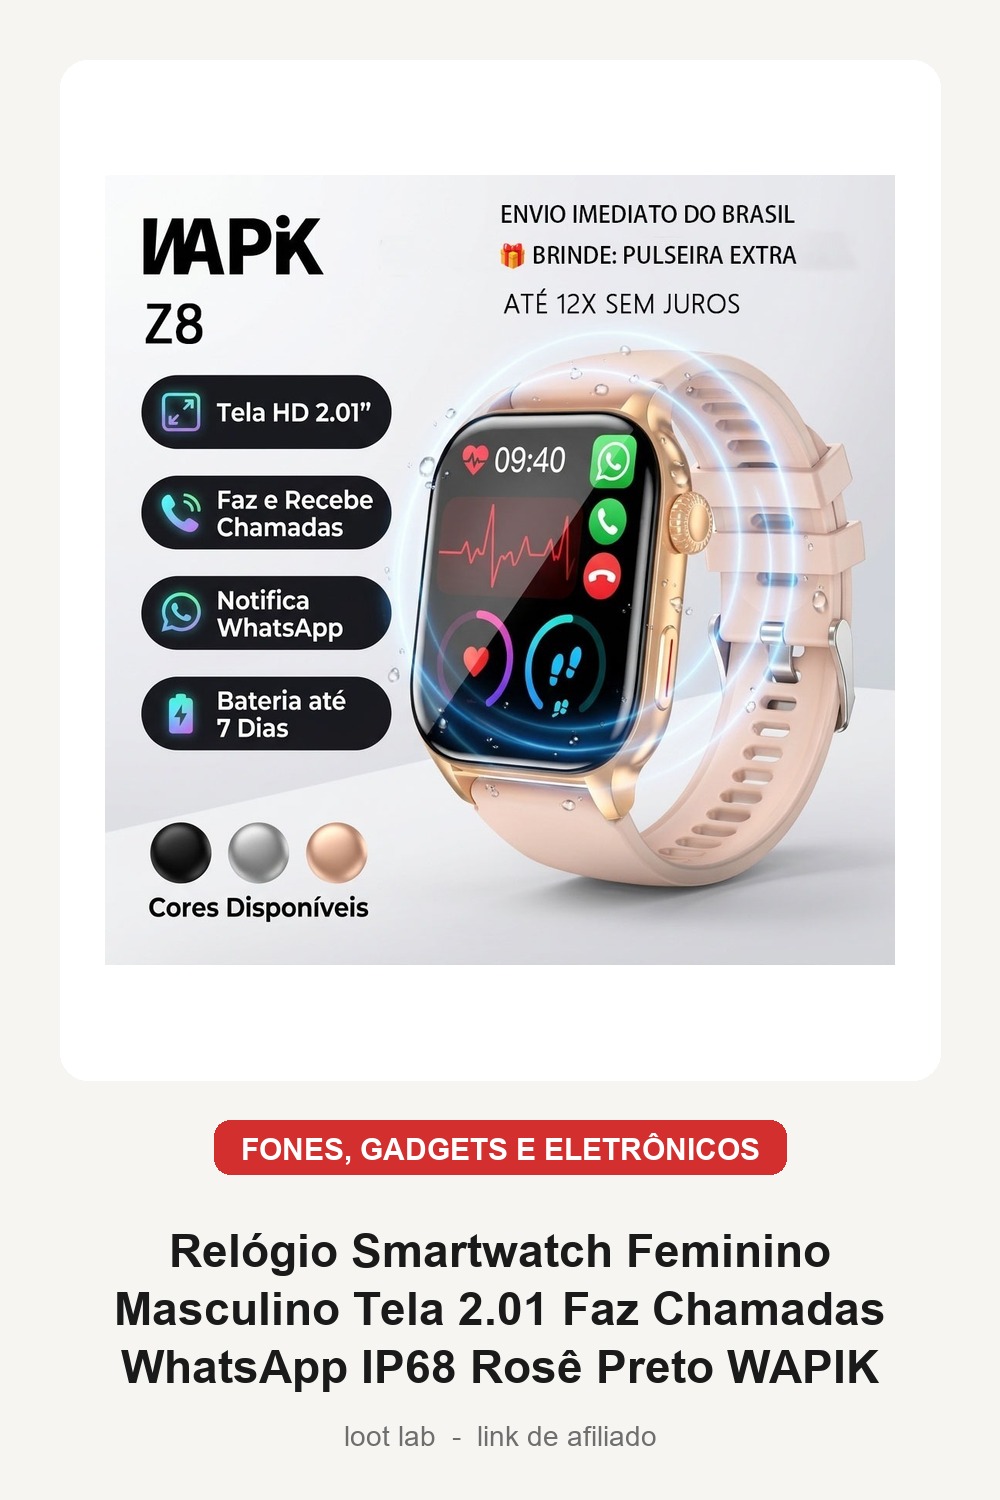 WAPiK
Z8
ENVIO IMEDIATO DO BRASIL
🎁 BRINDE: PULSEIRA EXTRA
ATÉ 12X SEM JUROS
Tela HD 2.01”
Faz e Recebe
Chamadas
Notifica
WhatsApp
Bateria até
7 Dias
09:40
Cores Disponíveis
FONES, GADGETS E ELETRÔNICOS
Relógio Smartwatch Feminino
Masculino Tela 2.01 Faz Chamadas
WhatsApp IP68 Rosê Preto WAPIK
loot lab - link de afiliado